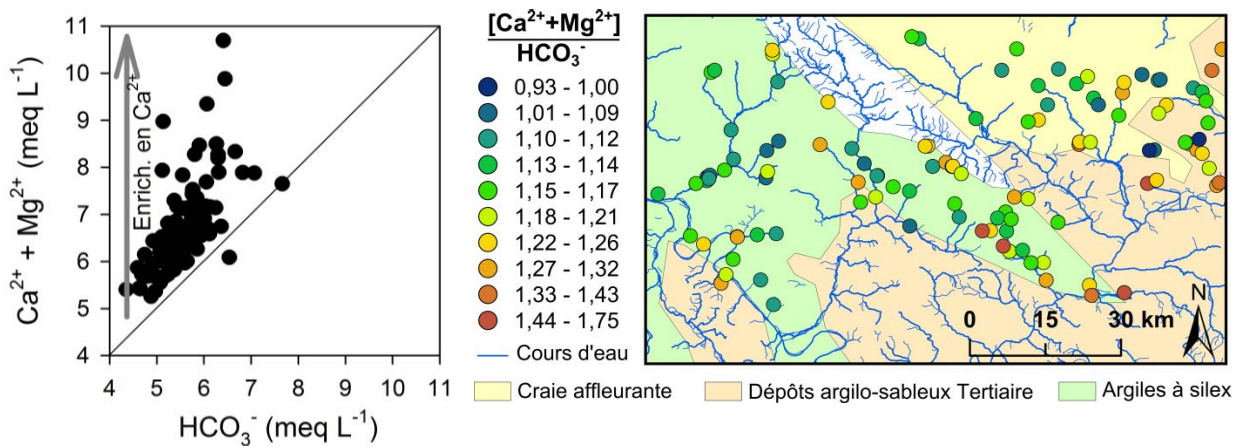 11
10
9
8
7
6
5
4
Ca²⁺ + Mg²⁺ (meq L⁻¹)
Enrich. en Ca²⁺
4 5 6 7 8 9 10 11
HCO₃⁻ (meq L⁻¹)
[Ca²⁺+Mg²⁺]
HCO₃⁻
0,93 - 1,00
1,01 - 1,09
1,10 - 1,12
1,13 - 1,14
1,15 - 1,17
1,18 - 1,21
1,22 - 1,26
1,27 - 1,32
1,33 - 1,43
1,44 - 1,75
Cours d'eau
N
0 15 30 km
Craie affleurante Dépôts argilo-sableux Tertiaire Argiles à silex